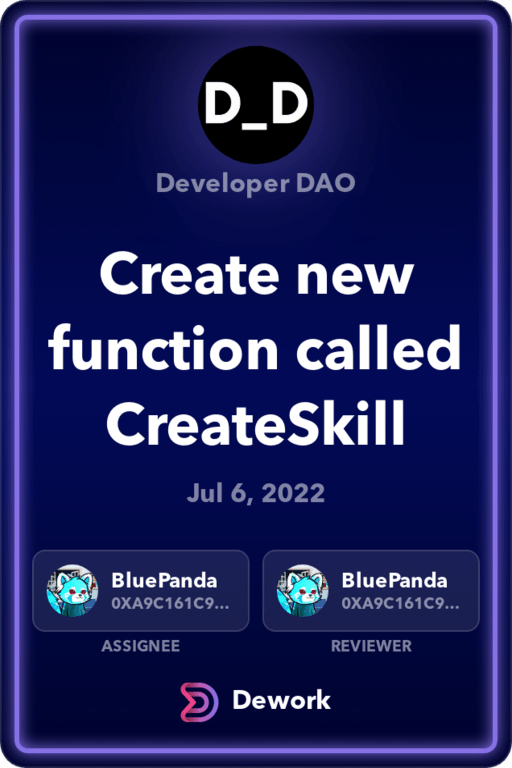 D_D
Developer DAO
Create new
function called
CreateSkill
Jul 6, 2022
BluePanda
0XA9C161C9...
ASSIGNEE
BluePanda
0XA9C161C9...
REVIEWER
Dework